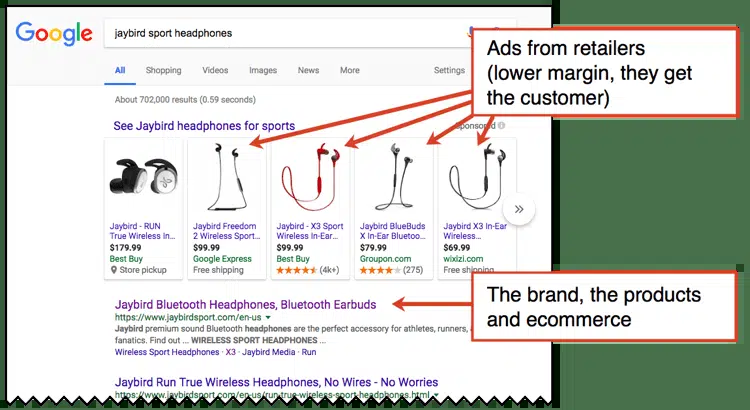 Google
jaybird sport headphones
All Shopping Videos Images News More Settings
About 702,000 results (0.59 seconds)
Ads from retailers
(lower margin, they get
the customer)
See Jaybird headphones for sports
Sponsored
Jaybird - RUN
True Wireless In...
$179.99
Best Buy
Store pickup
Jaybird Freedom
2 Wireless Sport...
$99.99
Google Express
Free shipping
Jaybird - X3 Sport
Wireless In-Ear...
$99.99
Best Buy
(4k+)
Jaybird BlueBuds
X In-Ear Bluetoo...
$79.99
Groupon.com
(275)
Jaybird X3 In-Ear
Wireless...
$69.99
wixizi.com
Free shipping
»
Jaybird Bluetooth Headphones, Bluetooth Earbuds
https://www.jaybirdsport.com/en-us
Jaybird premium sound Bluetooth headphones are the perfect accessory for athletes, runners,
fanatics. Find out ... WIRELESS SPORT HEADPHONES ...
Wireless Sport Headphones · X3 · Jaybird Media · Run
The brand, the products
and ecommerce
Jaybird Run True Wireless Headphones, No Wires - No Worries
https://www.jaybirdsport.com/en-us/run-true-wireless-sport-headphones.html